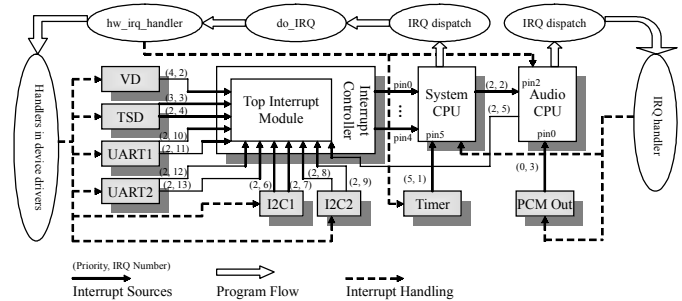 hw_irq_handler
do_IRQ
IRQ dispatch
IRQ dispatch
Handlers in device drivers
VD
(4, 2)
TSD
(3, 3)
(2, 4)
UART1
(2, 10)
(2, 11)
UART2
(2, 12)
(2, 13)
Top Interrupt
Module
Interrupt
Controller
pin0
...
pin4
System
CPU
pin5
(2, 2)
(2, 5)
pin2
Audio
CPU
pin0
IRQ handler
(2, 6)
(2, 7)
(2, 8)
(2, 9)
(5, 1)
(0, 3)
I2C1
I2C2
Timer
PCM Out
(Priority, IRQ Number)
Interrupt Sources
Program Flow
Interrupt Handling